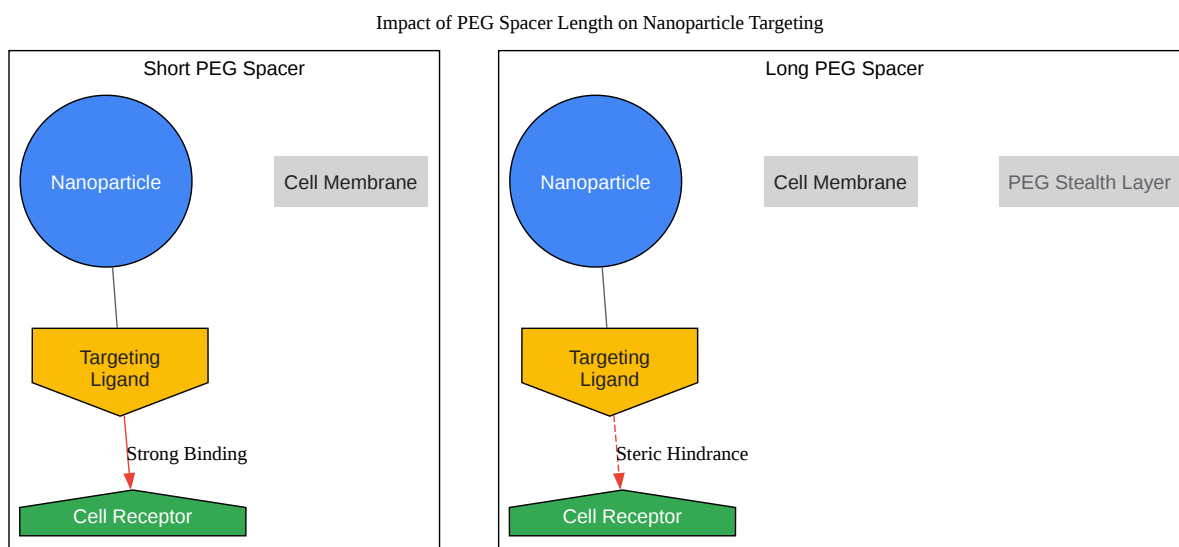 Impact of PEG Spacer Length on Nanoparticle Targeting
Short PEG Spacer
Nanoparticle
Cell Membrane
Targeting
Ligand
Strong Binding
Cell Receptor
Long PEG Spacer
Nanoparticle
Cell Membrane
PEG Stealth Layer
Targeting
Ligand
Steric Hindrance
Cell Receptor